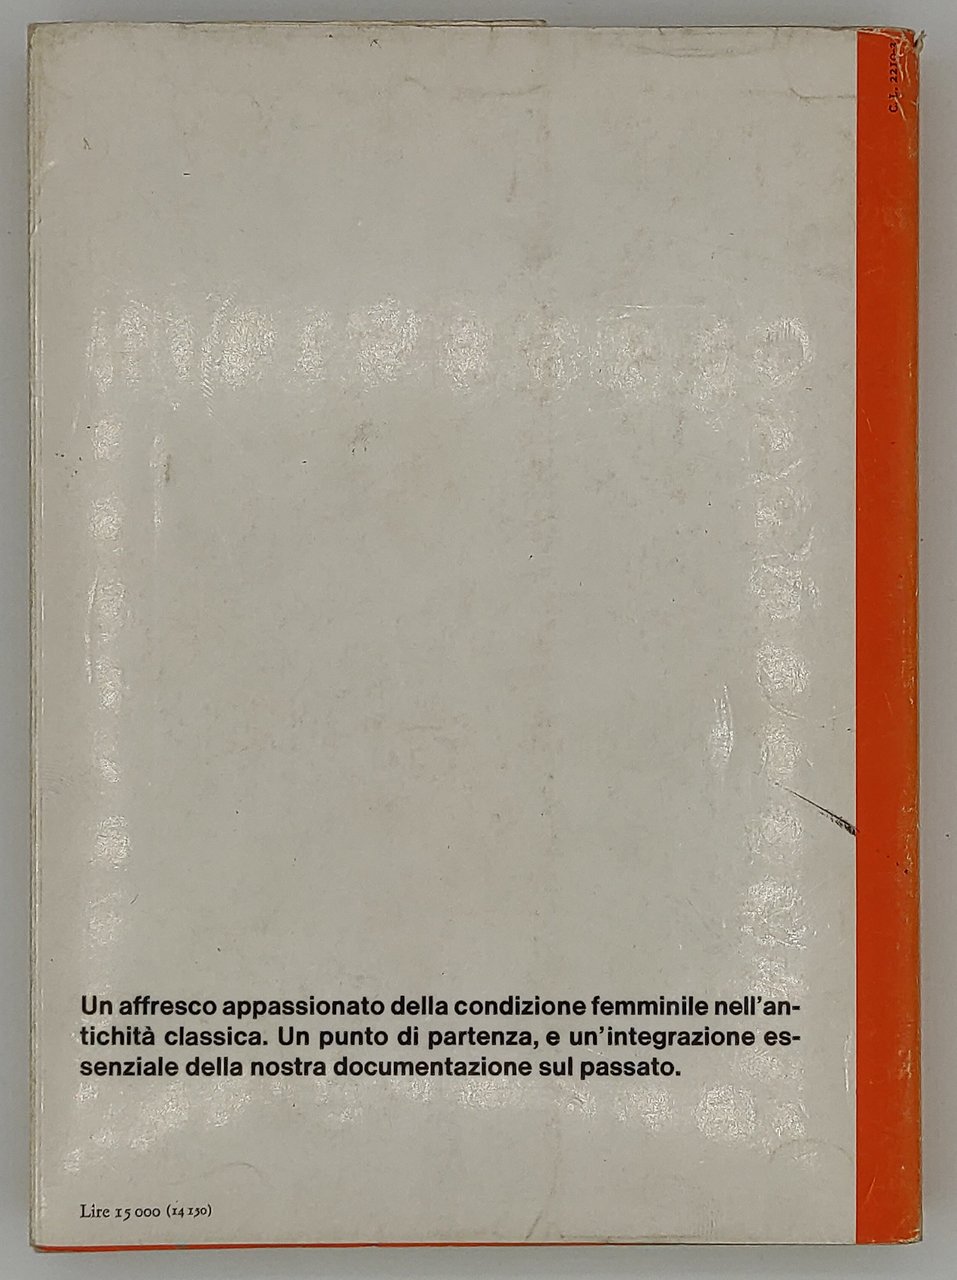 Un affresco appassionato della condizione femminile nell'an-
tichità classica. Un punto di partenza, e un'integrazione es-
senziale della nostra documentazione sul passato.
Lire 15 000 (14 150)